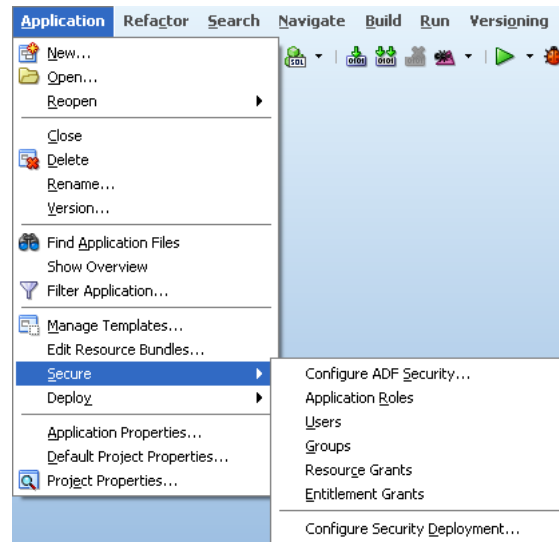 Application Refactor Search Navigate Build Run Versioning
New...
Open...
Reopen
Close
Delete
Rename...
Version...
Find Application Files
Show Overview
Filter Application...
Manage Templates...
Edit Resource Bundles...
Secure
Deploy
Application Properties...
Default Project Properties...
Project Properties...
Configure ADF Security...
Application Roles
Users
Groups
Resource Grants
Entitlement Grants
Configure Security Deployment...